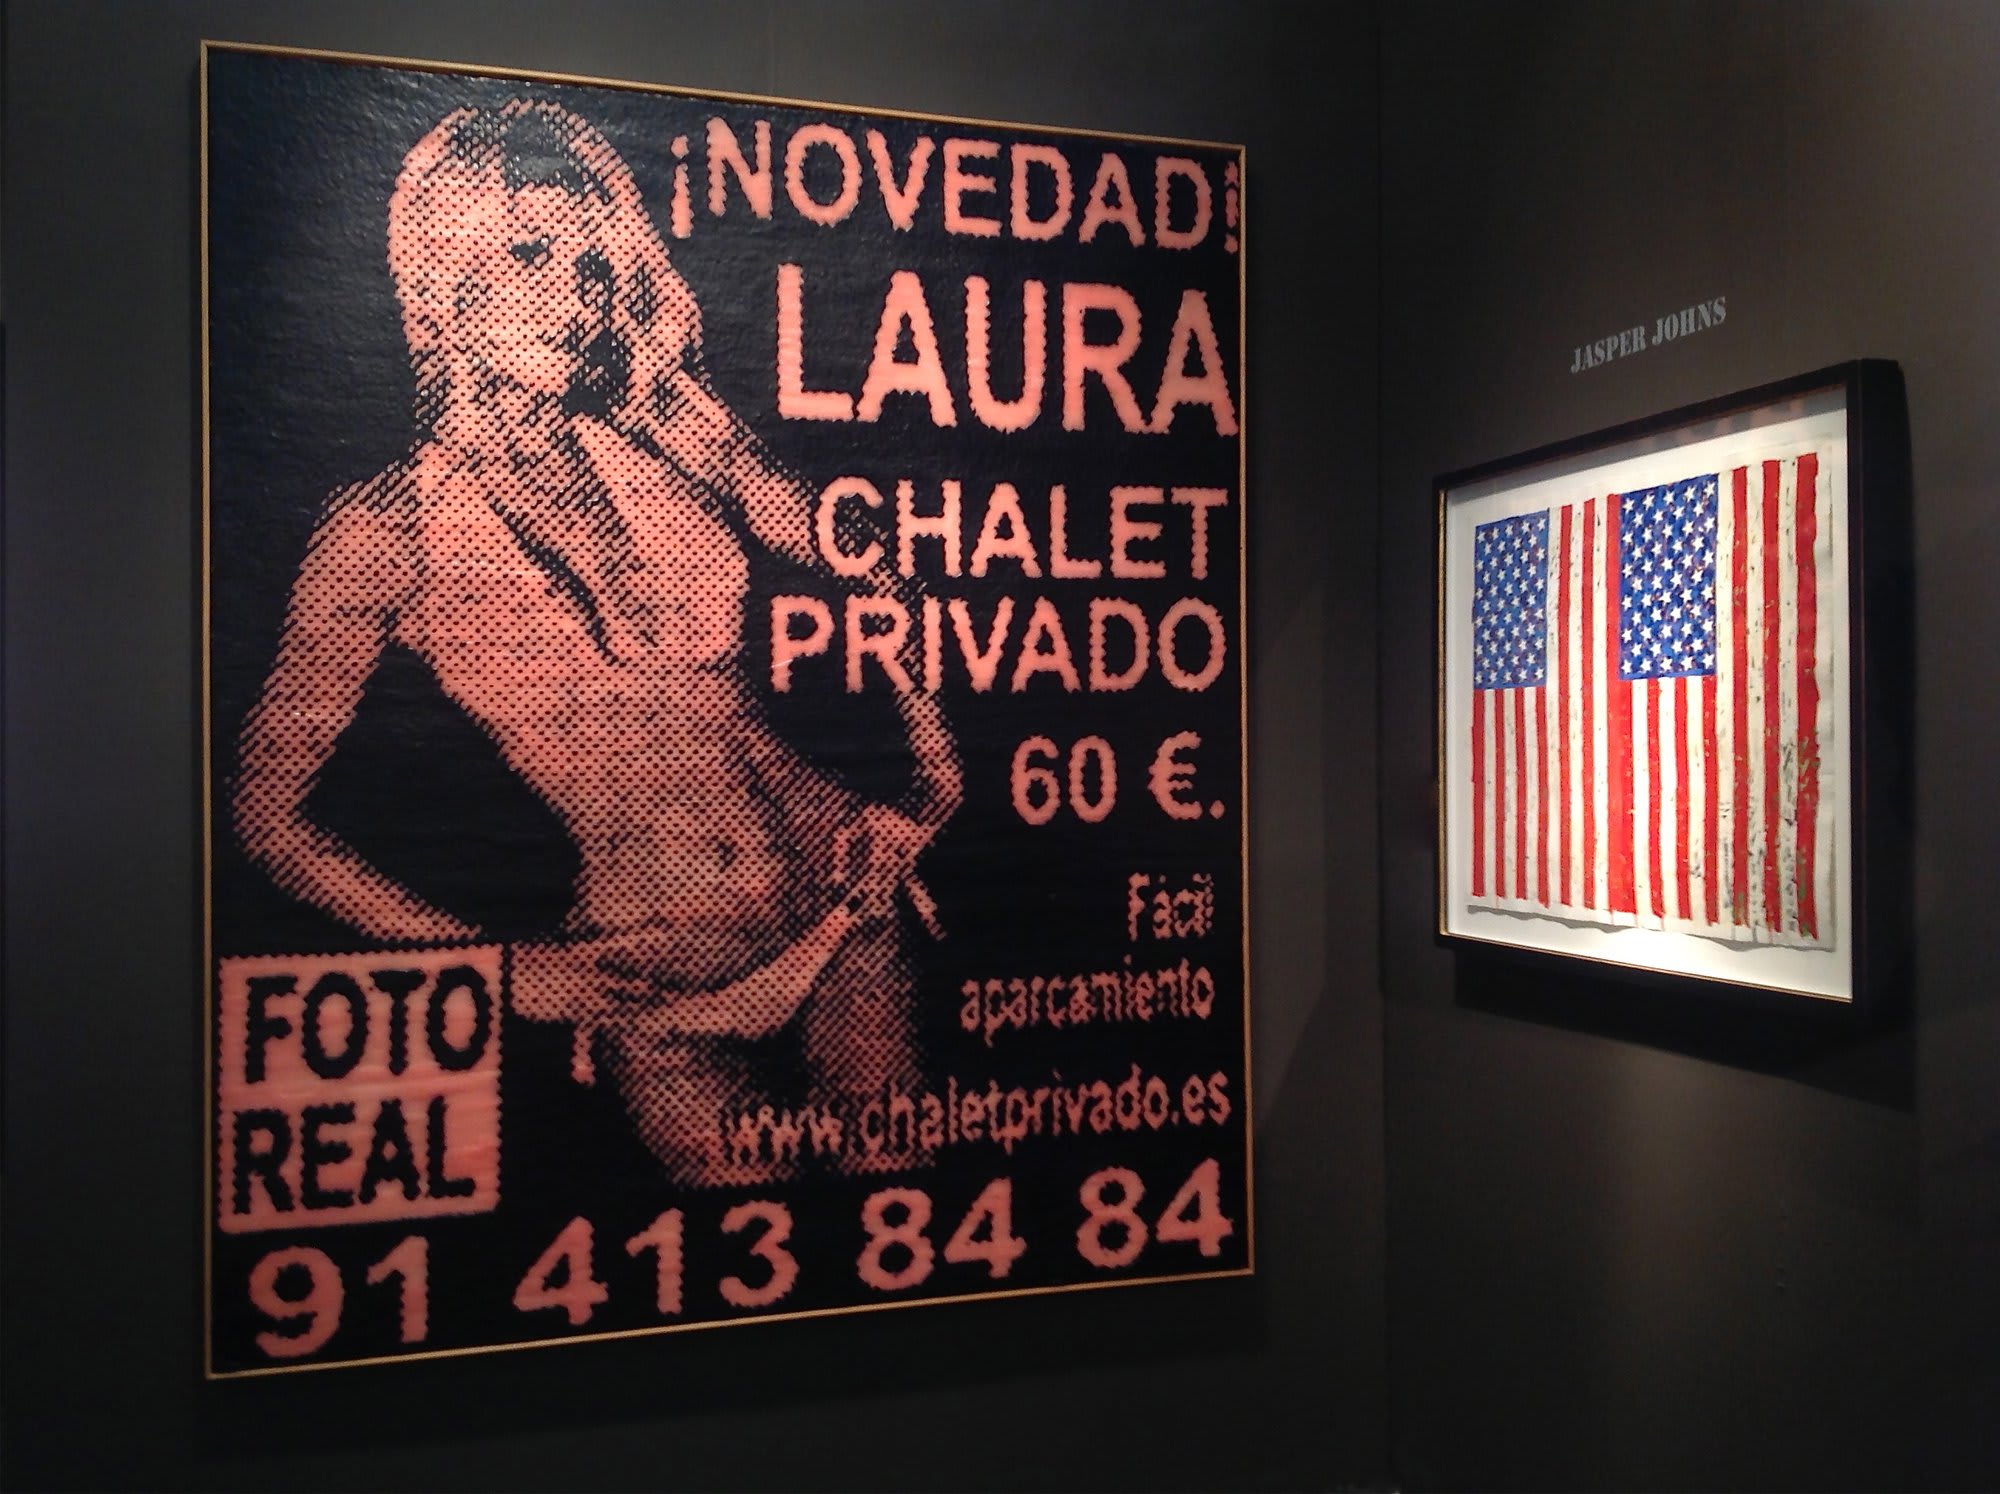 ¡NOVEDAD!
LAURA
CHALET
PRIVADO
60 €.
Fácil
aparcamiento
www.chaletprivado.es
FOTO
REAL
91 413 84 84
JASPER JOHNS